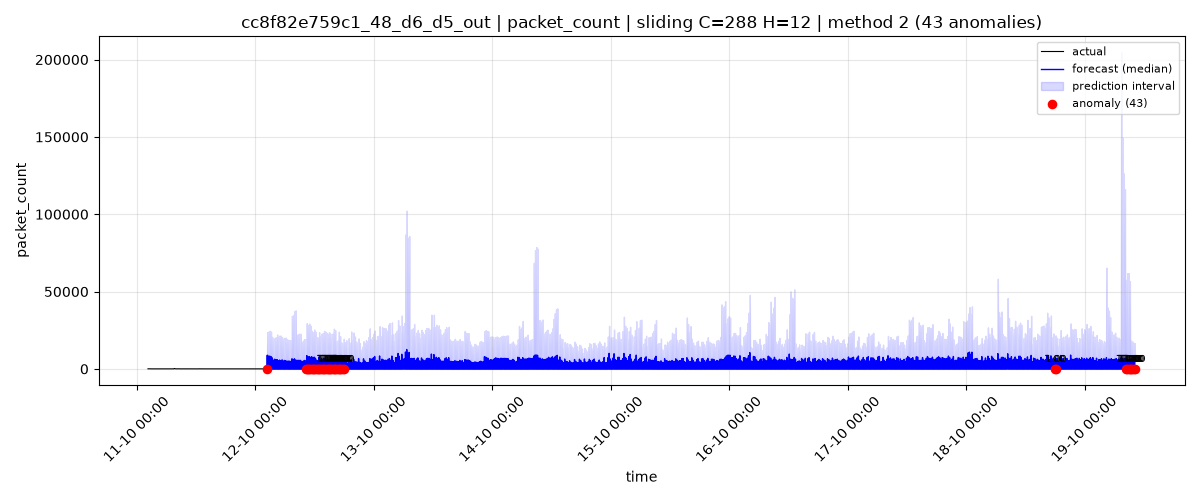 cc8f82e759c1_48_d6_d5_out | packet_count | sliding C=288 H=12 | method 2 (43 anomalies)
actual
forecast (median)
prediction interval
anomaly (43)
packet_count
200000
150000
100000
50000
0
11-10 00:00
12-10 00:00
13-10 00:00
14-10 00:00
15-10 00:00
16-10 00:00
17-10 00:00
18-10 00:00
19-10 00:00
time